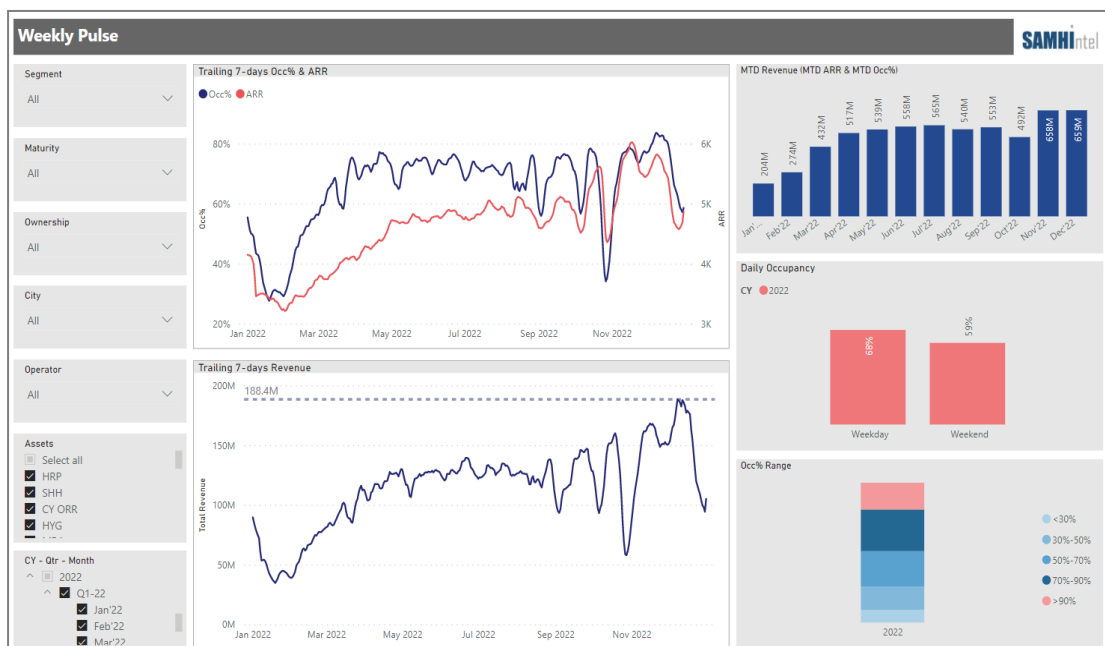 Weekly Pulse
SAMHIntel
Segment
All
Maturity
All
Ownership
All
City
All
Operator
All
Assets
Select all
HRP
SHH
CY ORR
HYG
CY - Qtr - Month
2022
Q1-22
Jan'22
Feb'22
Mar'22
Trailing 7-days Occ% & ARR
Occ% ARR
80%
60%
40%
20%
Occ%
6K
5K
4K
3K
ARR
Jan 2022 Mar 2022 May 2022 Jul 2022 Sep 2022 Nov 2022
Trailing 7-days Revenue
200M
188.4M
150M
100M
50M
0M
Total Revenue
Jan 2022 Mar 2022 May 2022 Jul 2022 Sep 2022 Nov 2022
MTD Revenue (MTD ARR & MTD Occ%)
204M 274M 432M 517M 539M 558M 565M 540M 553M 492M 658M 659M
Jan'... Feb'22 Mar'22 Apr'22 May'22 Jun'22 Jul'22 Aug'22 Sep'22 Oct'22 Nov'22 Dec'22
Daily Occupancy
CY 2022
68% 59%
Weekday Weekend
Occ% Range
<30%
30%-50%
50%-70%
70%-90%
>90%
2022